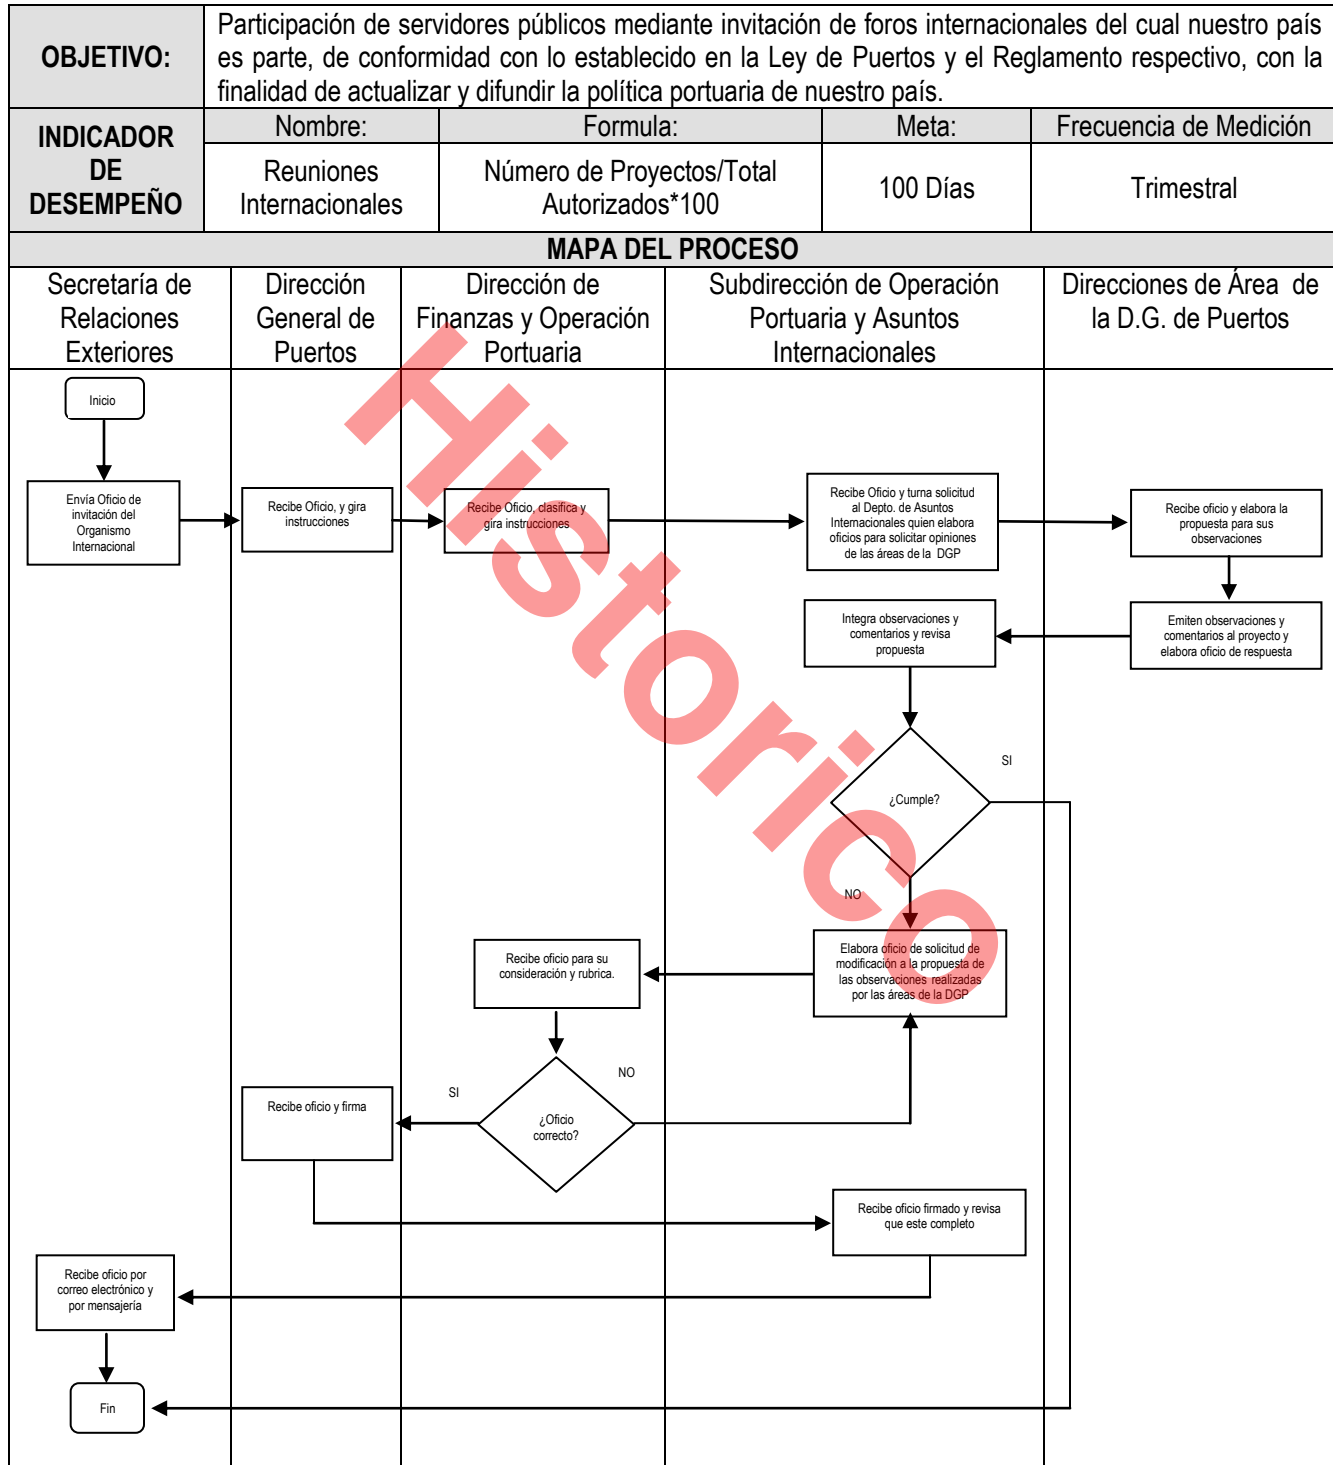 OBJETIVO:
Participación de servidores públicos mediante invitación de foros internacionales del cual nuestro país
es parte, de conformidad con lo establecido en la Ley de Puertos y el Reglamento respectivo, con la
finalidad de actualizar y difundir la política portuaria de nuestro país.
INDICADOR
DE
DESEMPEÑO
Nombre:
Formula:
Meta:
Frecuencia de Medición
Reuniones
Internacionales
Número de Proyectos/Total
Autorizados*100
100 Días
Trimestral
MAPA DEL PROCESO
Secretaría de
Relaciones
Exteriores
Dirección
General de
Puertos
Dirección de
Finanzas y Operación
Portuaria
Subdirección de Operación
Portuaria y Asuntos
Internacionales
Direcciones de Área de
la D.G. de Puertos
Inicio
Envía Oficio de
invitación del
Organismo
Internacional
Recibe Oficio, y gira
instrucciones
Recibe Oficio, clasifica y
gira instrucciones
Recibe Oficio y turna solicitud
al Depto. de Asuntos
Internacionales quien elabora
oficios para solicitar opiniones
de las áreas de la DGP
Recibe oficio y elabora la
propuesta para sus
observaciones
Integra observaciones y
comentarios y revisa
propuesta
Emiten observaciones y
comentarios al proyecto y
elabora oficio de respuesta
¿Cumple?
SI
NO
Elabora oficio de solicitud de
modificación a la propuesta de
las observaciones realizadas
por las áreas de la DGP
Recibe oficio para su
consideración y rubrica.
¿Oficio
correcto?
SI
NO
Recibe oficio y firma
Recibe oficio firmado y revisa
que este completo
Recibe oficio por
correo electrónico y
por mensajería
Fin
Historico